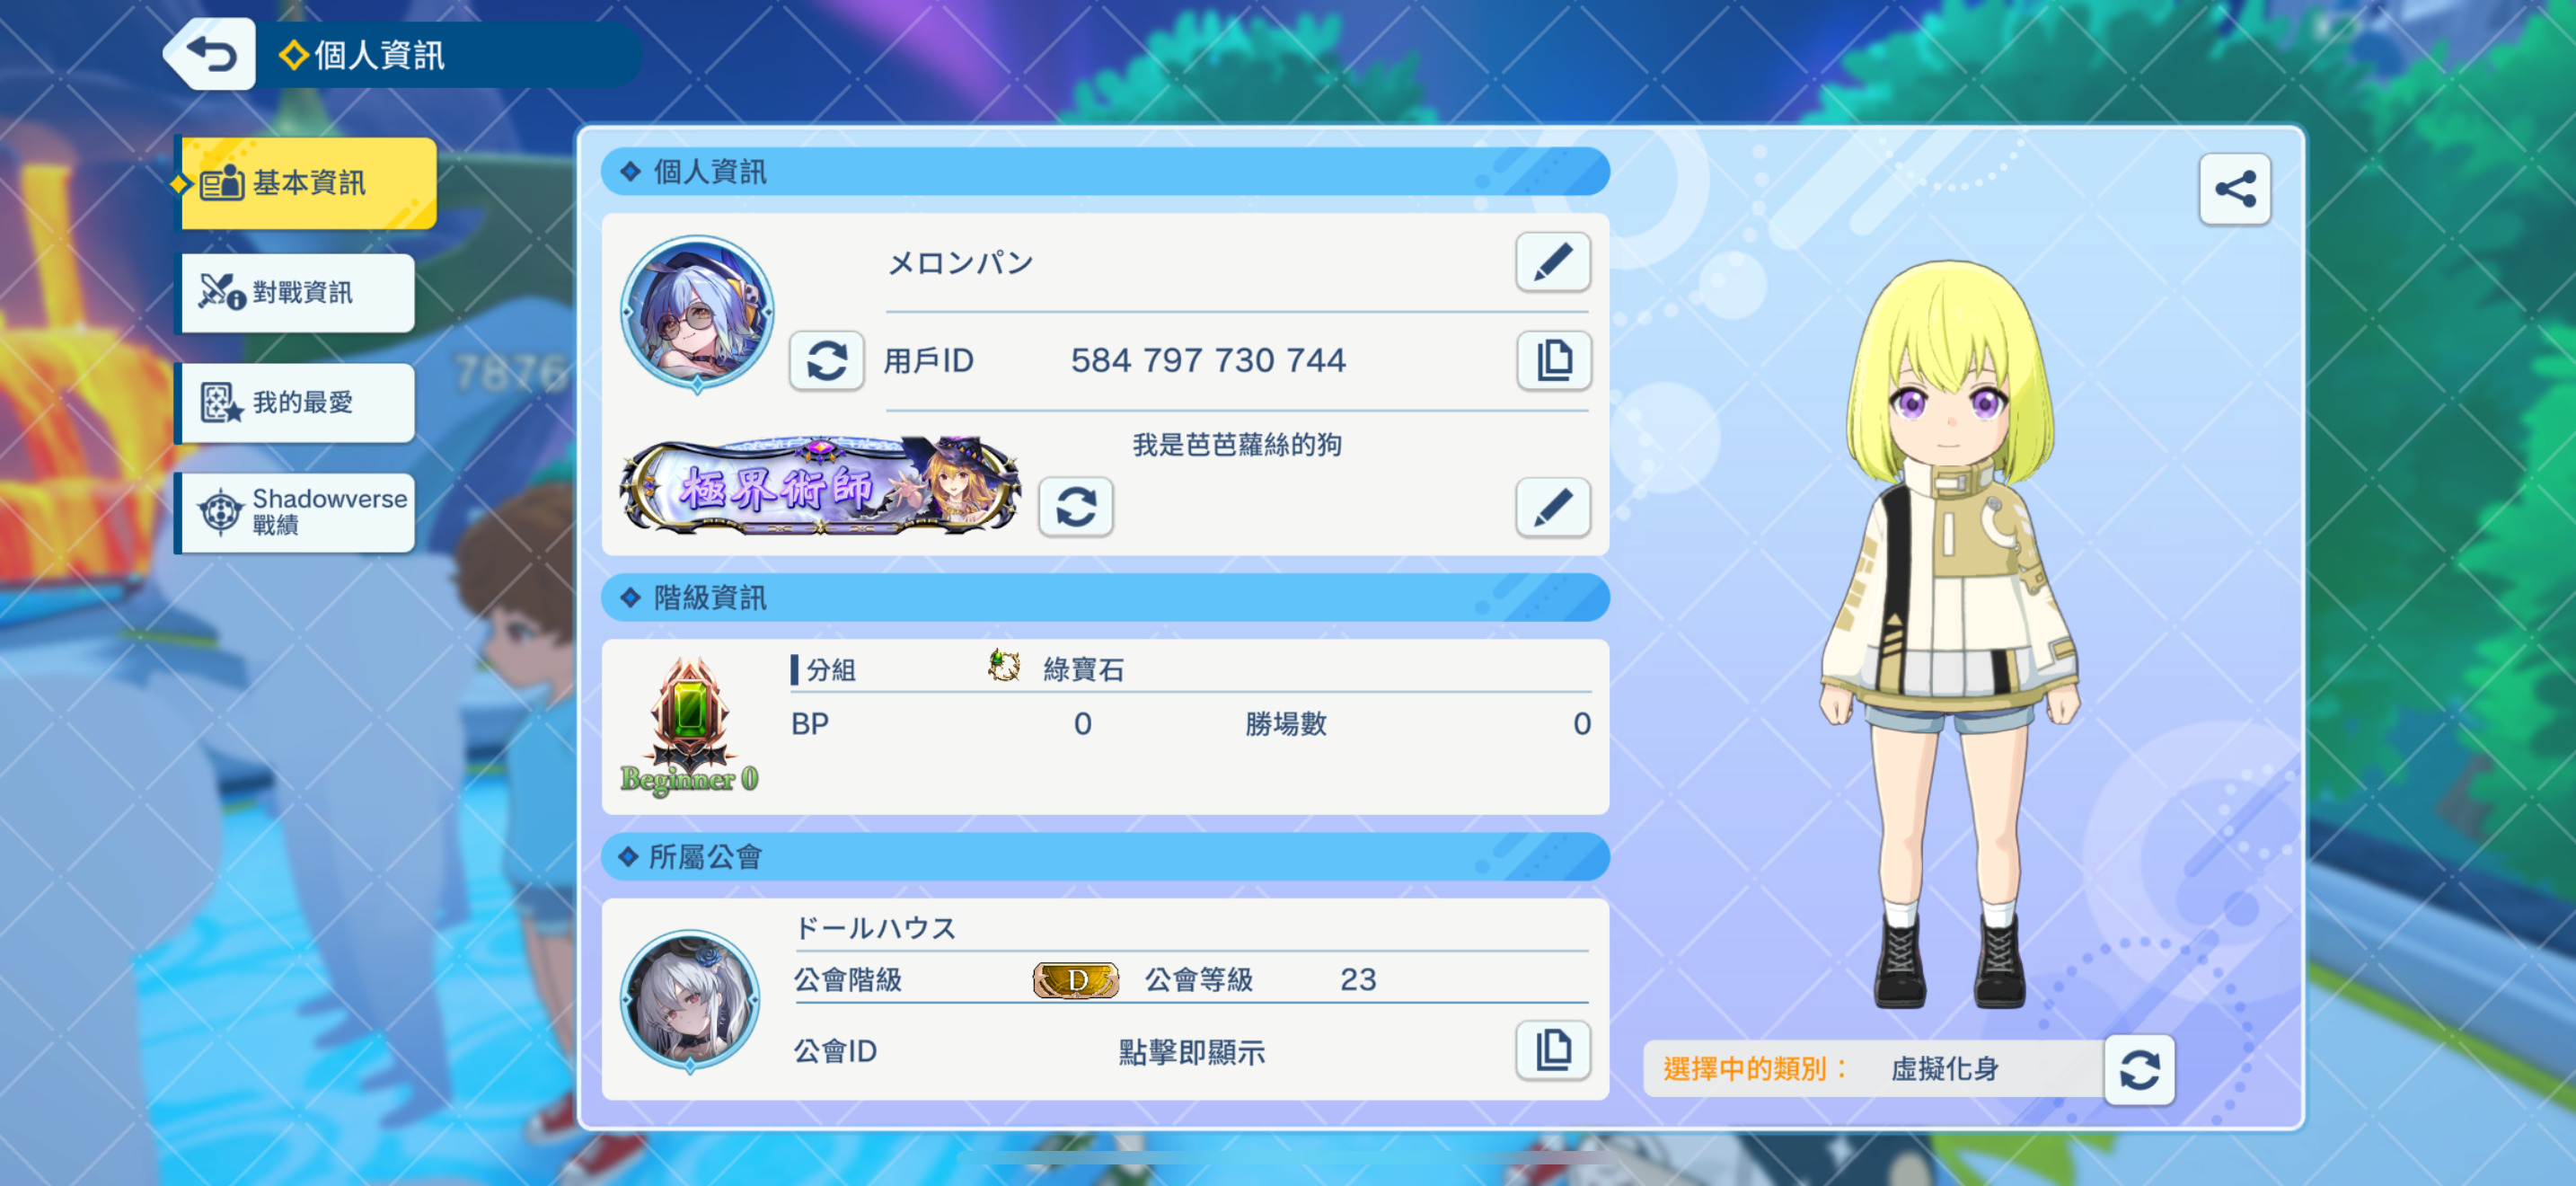 個人資訊
基本資訊
對戰資訊
我的最愛
Shadowverse
戰績
7876
個人資訊
メロンパン
用戶ID 584 797 730 744
極界術師
我是芭芭蘿絲的狗
階級資訊
Beginner 0
分組 綠寶石
BP 0 勝場數 0
所屬公會
ドールハウス
公會階級 D 公會等級 23
公會ID 點擊即顯示
選擇中的類別： 虛擬化身